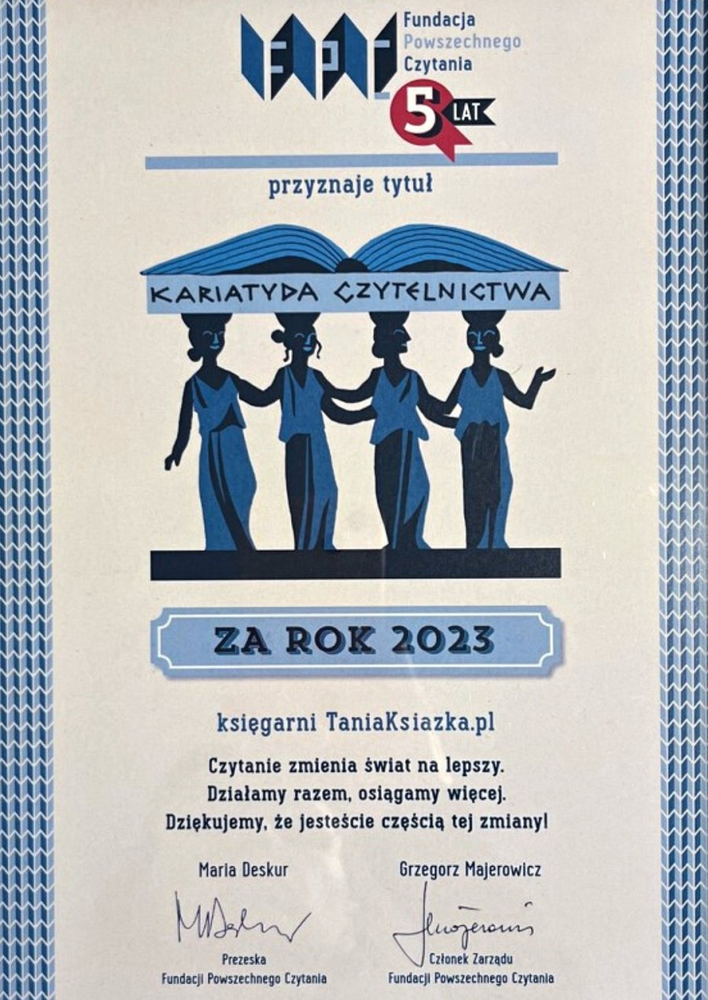 Fundacja
Powszechnego
Czytania
FPC
5 LAT
przyznaje tytuł
KARIATYDA CZYTELNICTWA
ZA ROK 2023
księgarni TaniaKsiazka.pl
Czytanie zmienia świat na lepszy.
Działamy razem, osiągamy więcej.
Dziękujemy, że jesteście częścią tej zmiany!
Maria Deskur
Grzegorz Majerowicz
Prezeska
Fundacji Powszechnego Czytania
Członek Zarządu
Fundacji Powszechnego Czytania